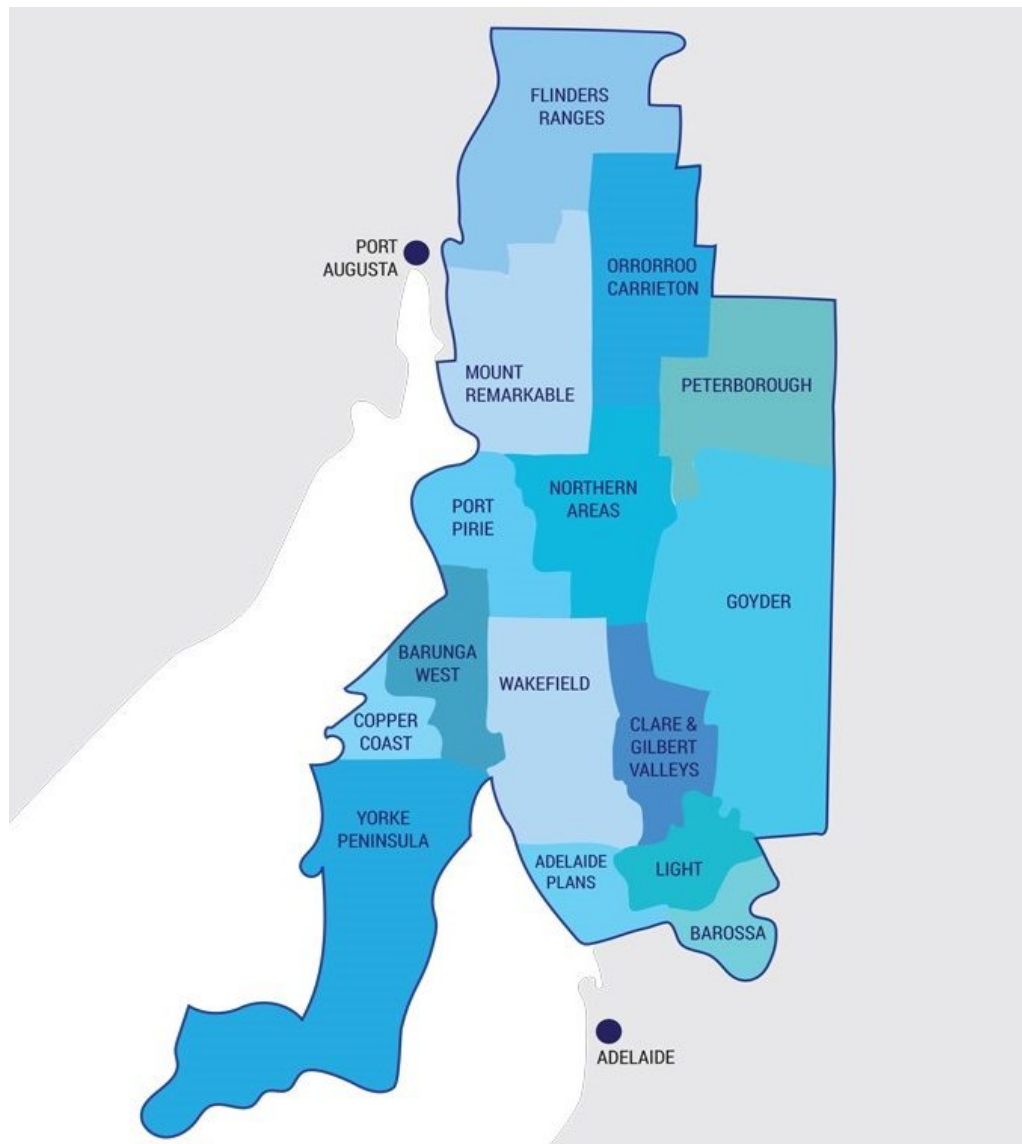 FLINDERS
RANGES
PORT
AUGUSTA
ORRORROO
CARRIETON
MOUNT
REMARKABLE
PETERBOROUGH
NORTHERN
AREAS
PORT
PIRIE
GOYDER
BARUNGA
WEST
WAKEFIELD
COPPER
COAST
CLARE &
GILBERT
VALLEYS
YORKE
PENINSULA
ADELAIDE
PLANS
LIGHT
BAROSSA
ADELAIDE